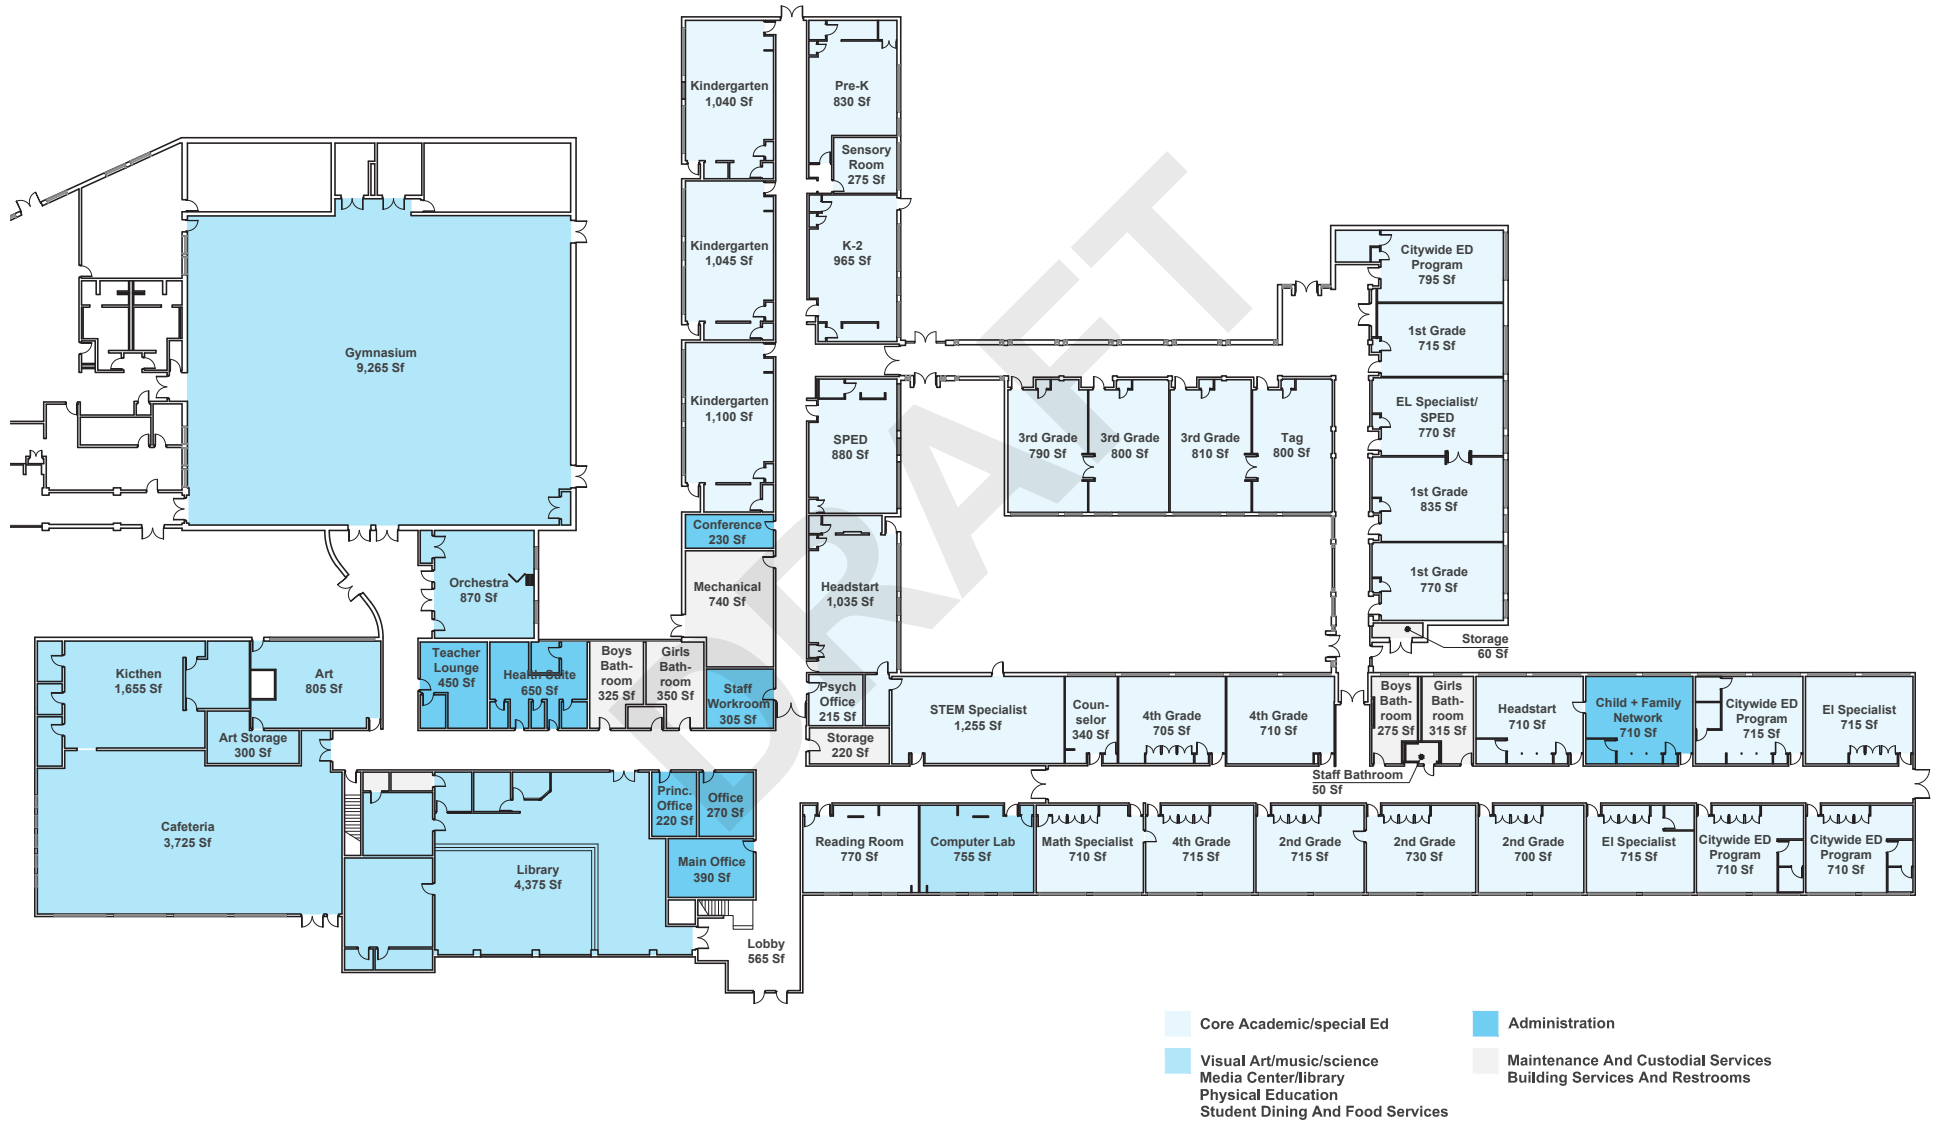 Kindergarten
1,040 Sf
Pre-K
830 Sf
Sensory
Room
275 Sf
Kindergarten
1,045 Sf
K-2
965 Sf
Citywide ED
Program
795 Sf
1st Grade
715 Sf
Gymnasium
9,265 Sf
Kindergarten
1,100 Sf
SPED
880 Sf
3rd Grade
790 Sf
3rd Grade
800 Sf
3rd Grade
810 Sf
Tag
800 Sf
EL Specialist/
SPED
770 Sf
1st Grade
835 Sf
Conference
230 Sf
Orchestra
870 Sf
Mechanical
740 Sf
Headstart
1,035 Sf
1st Grade
770 Sf
Storage
60 Sf
Kicthen
1,655 Sf
Art
805 Sf
Teacher
Lounge
450 Sf
Health Suite
650 Sf
Boys
Bath-
room
325 Sf
Girls
Bath-
room
350 Sf
Staff
Workroom
305 Sf
Psych
Office
215 Sf
Storage
220 Sf
STEM Specialist
1,255 Sf
Coun-
selor
340 Sf
4th Grade
705 Sf
4th Grade
710 Sf
Boys
Bath-
room
275 Sf
Girls
Bath-
room
315 Sf
Headstart
710 Sf
Child + Family
Network
710 Sf
Citywide ED
Program
715 Sf
EI Specialist
715 Sf
Art Storage
300 Sf
Staff Bathroom
50 Sf
Cafeteria
3,725 Sf
Library
4,375 Sf
Princ.
Office
220 Sf
Office
270 Sf
Main Office
390 Sf
Reading Room
770 Sf
Computer Lab
755 Sf
Math Specialist
710 Sf
4th Grade
715 Sf
2nd Grade
715 Sf
2nd Grade
730 Sf
2nd Grade
700 Sf
EI Specialist
715 Sf
Citywide ED
Program
710 Sf
Citywide ED
Program
710 Sf
Lobby
565 Sf
DRAFT
Core Academic/special Ed
Visual Art/music/science
Media Center/library
Physical Education
Student Dining And Food Services
Administration
Maintenance And Custodial Services
Building Services And Restrooms